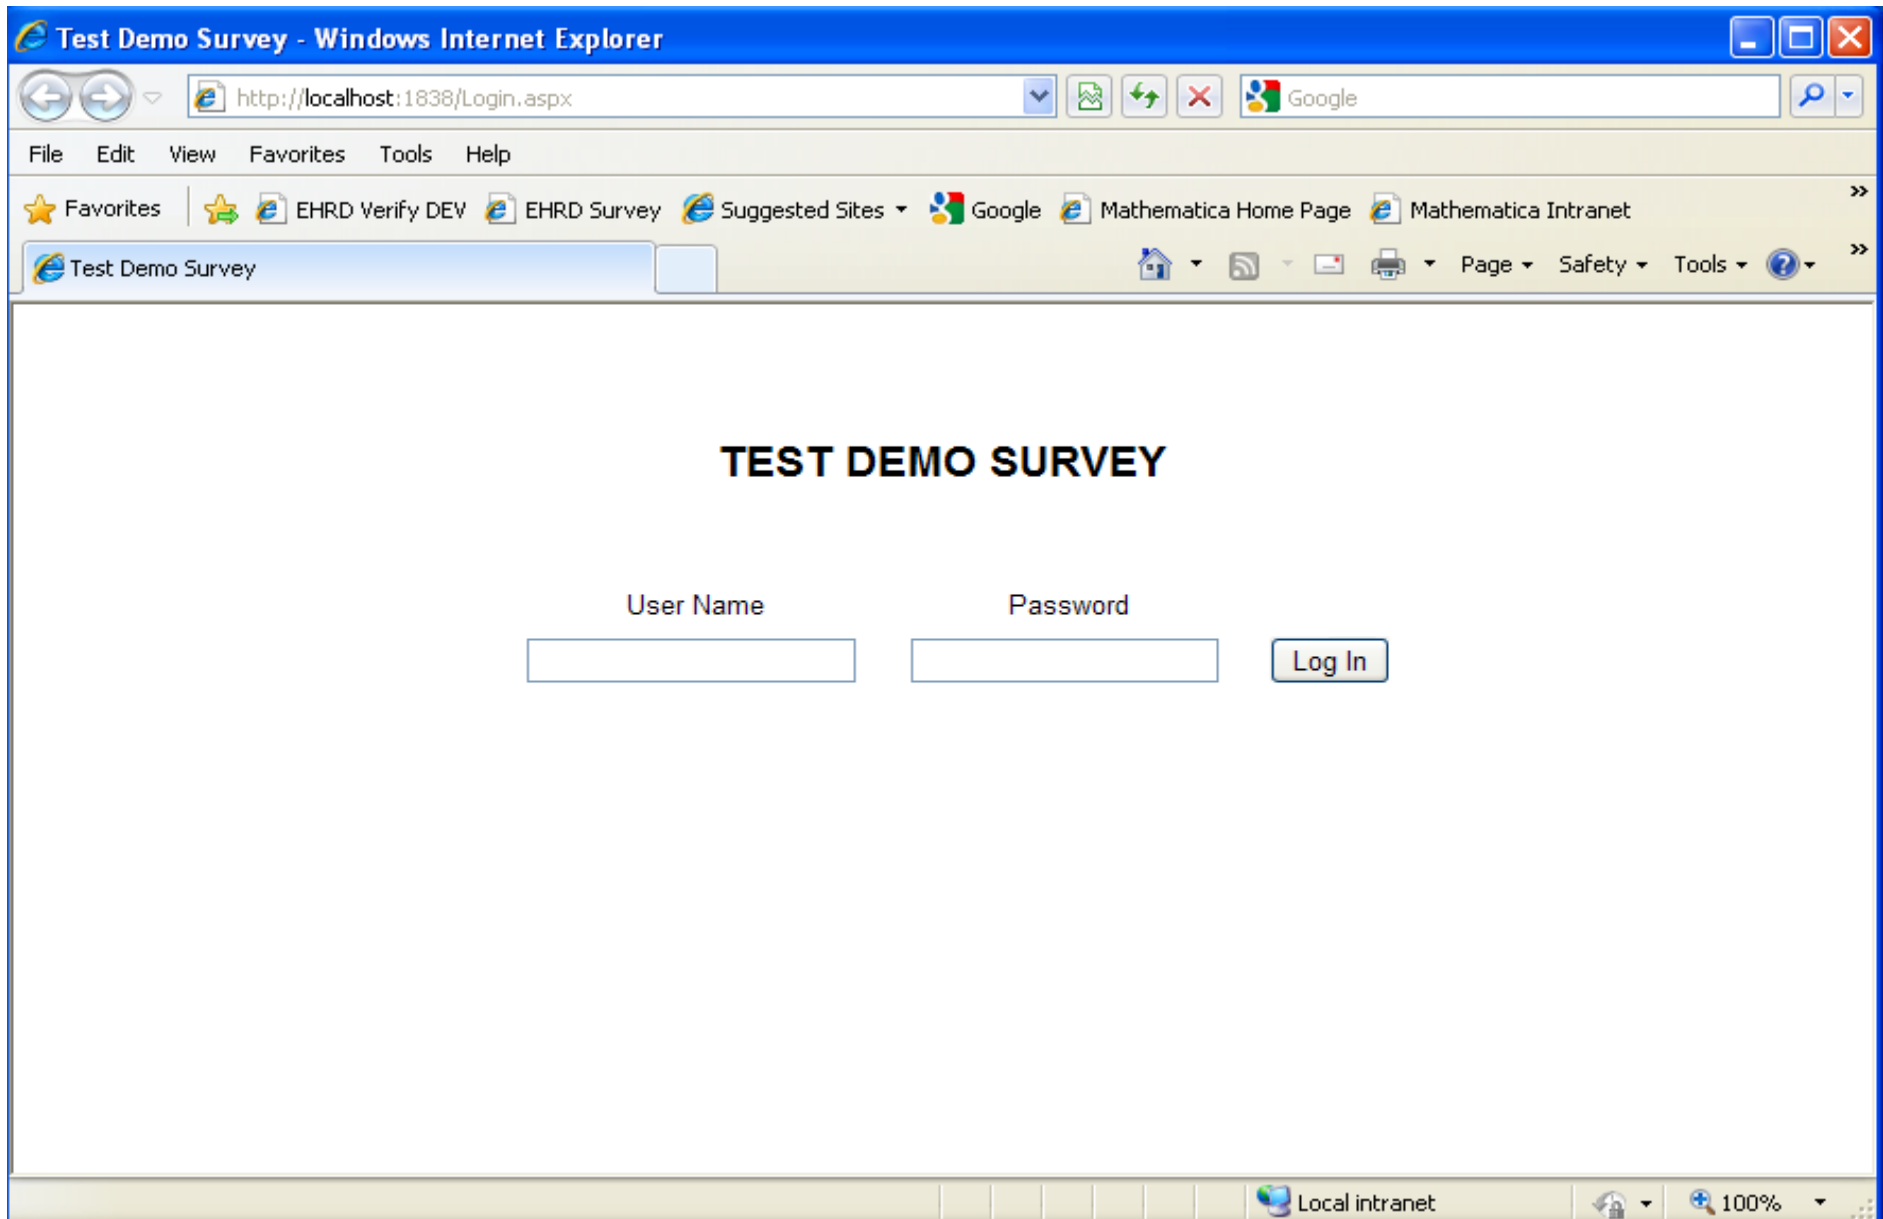 Test Demo Survey - Windows Internet Explorer
http://localhost:1838/Login.aspx Google
File Edit View Favorites Tools Help
Favorites EHRD Verify DEV EHRD Survey Suggested Sites Google Mathematica Home Page Mathematica Intranet »
Test Demo Survey Page Safety Tools »
TEST DEMO SURVEY
User Name Password
Log In
Local intranet 100%